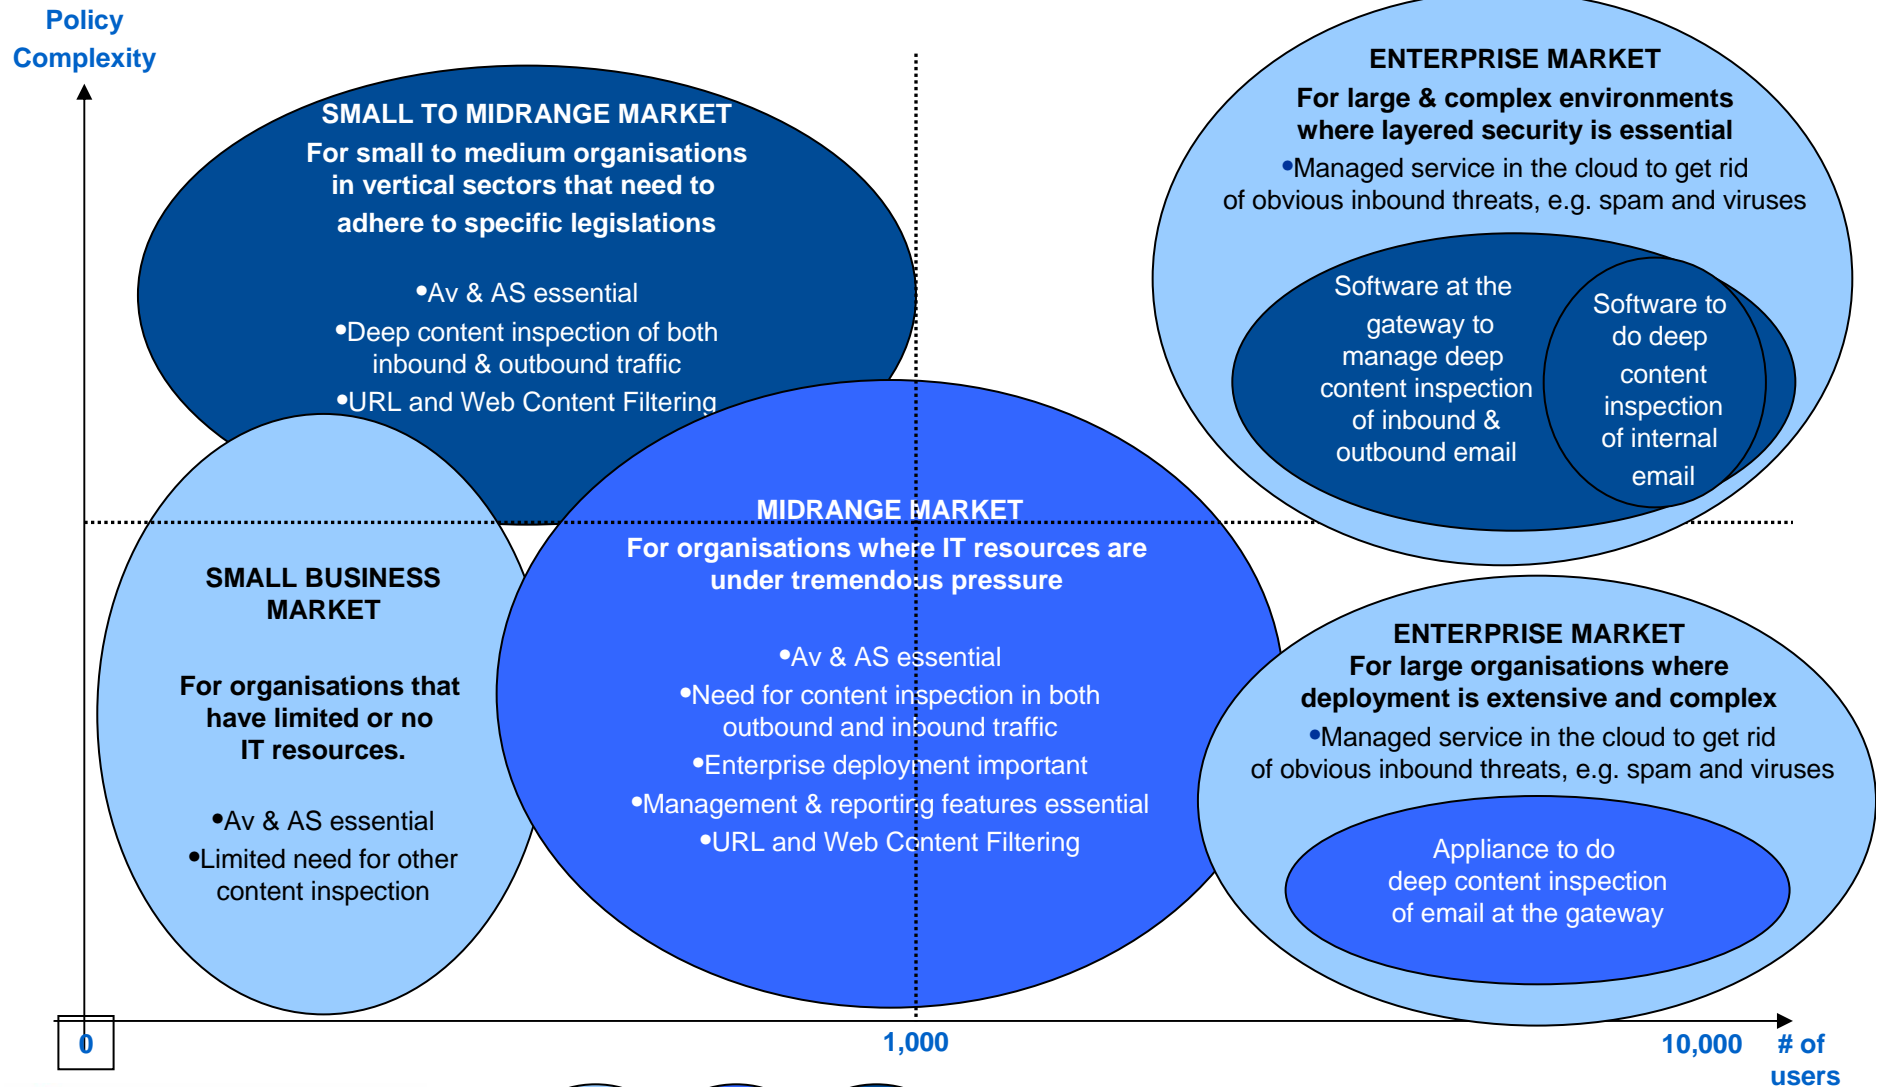 Policy
Complexity
SMALL TO MIDRANGE MARKET
For small to medium organisations
in vertical sectors that need to
adhere to specific legislations
•Av & AS essential
•Deep content inspection of both
inbound & outbound traffic
•URL and Web Content Filtering
ENTERPRISE MARKET
For large & complex environments
where layered security is essential
•Managed service in the cloud to get rid
of obvious inbound threats, e.g. spam and viruses
Software at the
gateway to
manage deep
content inspection
of inbound &
outbound email
Software to
do deep
content
inspection
of internal
email
SMALL BUSINESS
MARKET
For organisations that
have limited or no
IT resources.
•Av & AS essential
•Limited need for other
content inspection
MIDRANGE MARKET
For organisations where IT resources are
under tremendous pressure
•Av & AS essential
•Need for content inspection in both
outbound and inbound traffic
•Enterprise deployment important
•Management & reporting features essential
•URL and Web Content Filtering
ENTERPRISE MARKET
For large organisations where
deployment is extensive and complex
•Managed service in the cloud to get rid
of obvious inbound threats, e.g. spam and viruses
Appliance to do
deep content inspection
of email at the gateway
0
1,000
10,000
# of
users